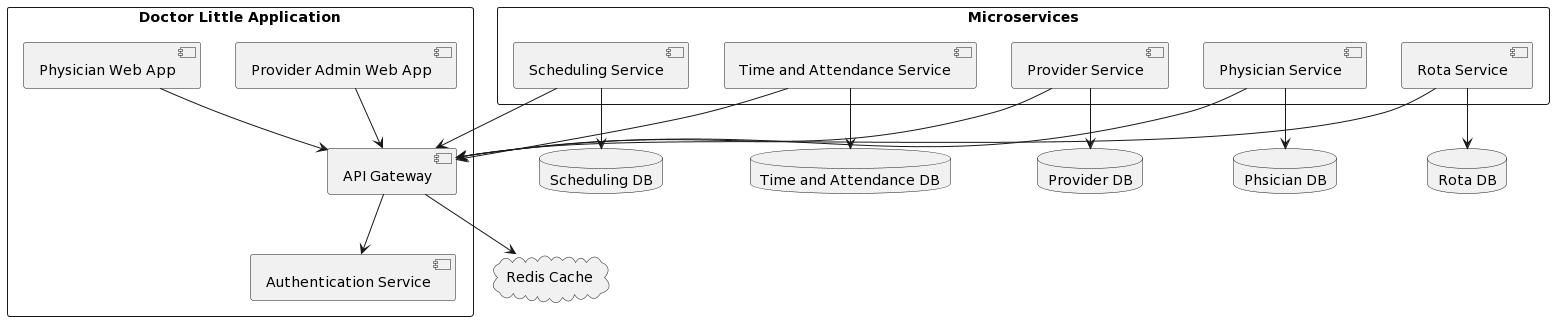 Doctor Little Application
Microservices
Physician Web App
Provider Admin Web App
Scheduling Service
Time and Attendance Service
Provider Service
Physician Service
Rota Service
API Gateway
Scheduling DB
Time and Attendance DB
Provider DB
Phsician DB
Rota DB
Authentication Service
Redis Cache